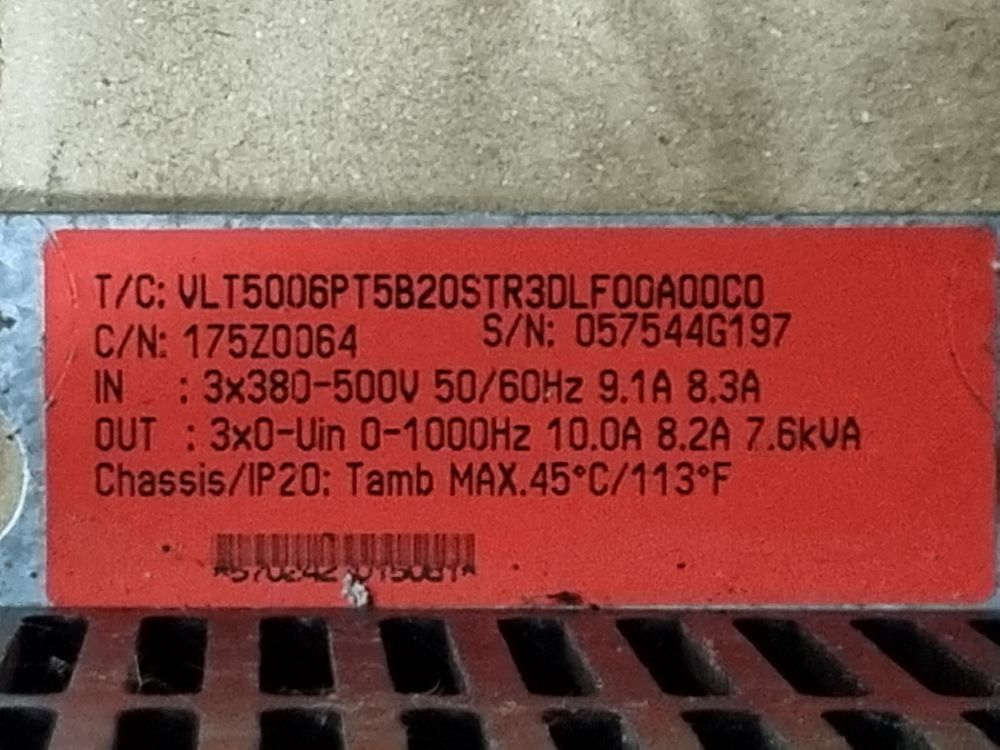 T/C: VLT5006PT5B20STR3DLF00A00C0
C/N: 175Z0064 S/N: 057544G197
IN : 3x380-500V 50/60Hz 9.1A 8.3A
OUT : 3x0-Uin 0-1000Hz 10.0A 8.2A 7.6kVA
Chassis/IP20: Tamb MAX.45°C/113°F